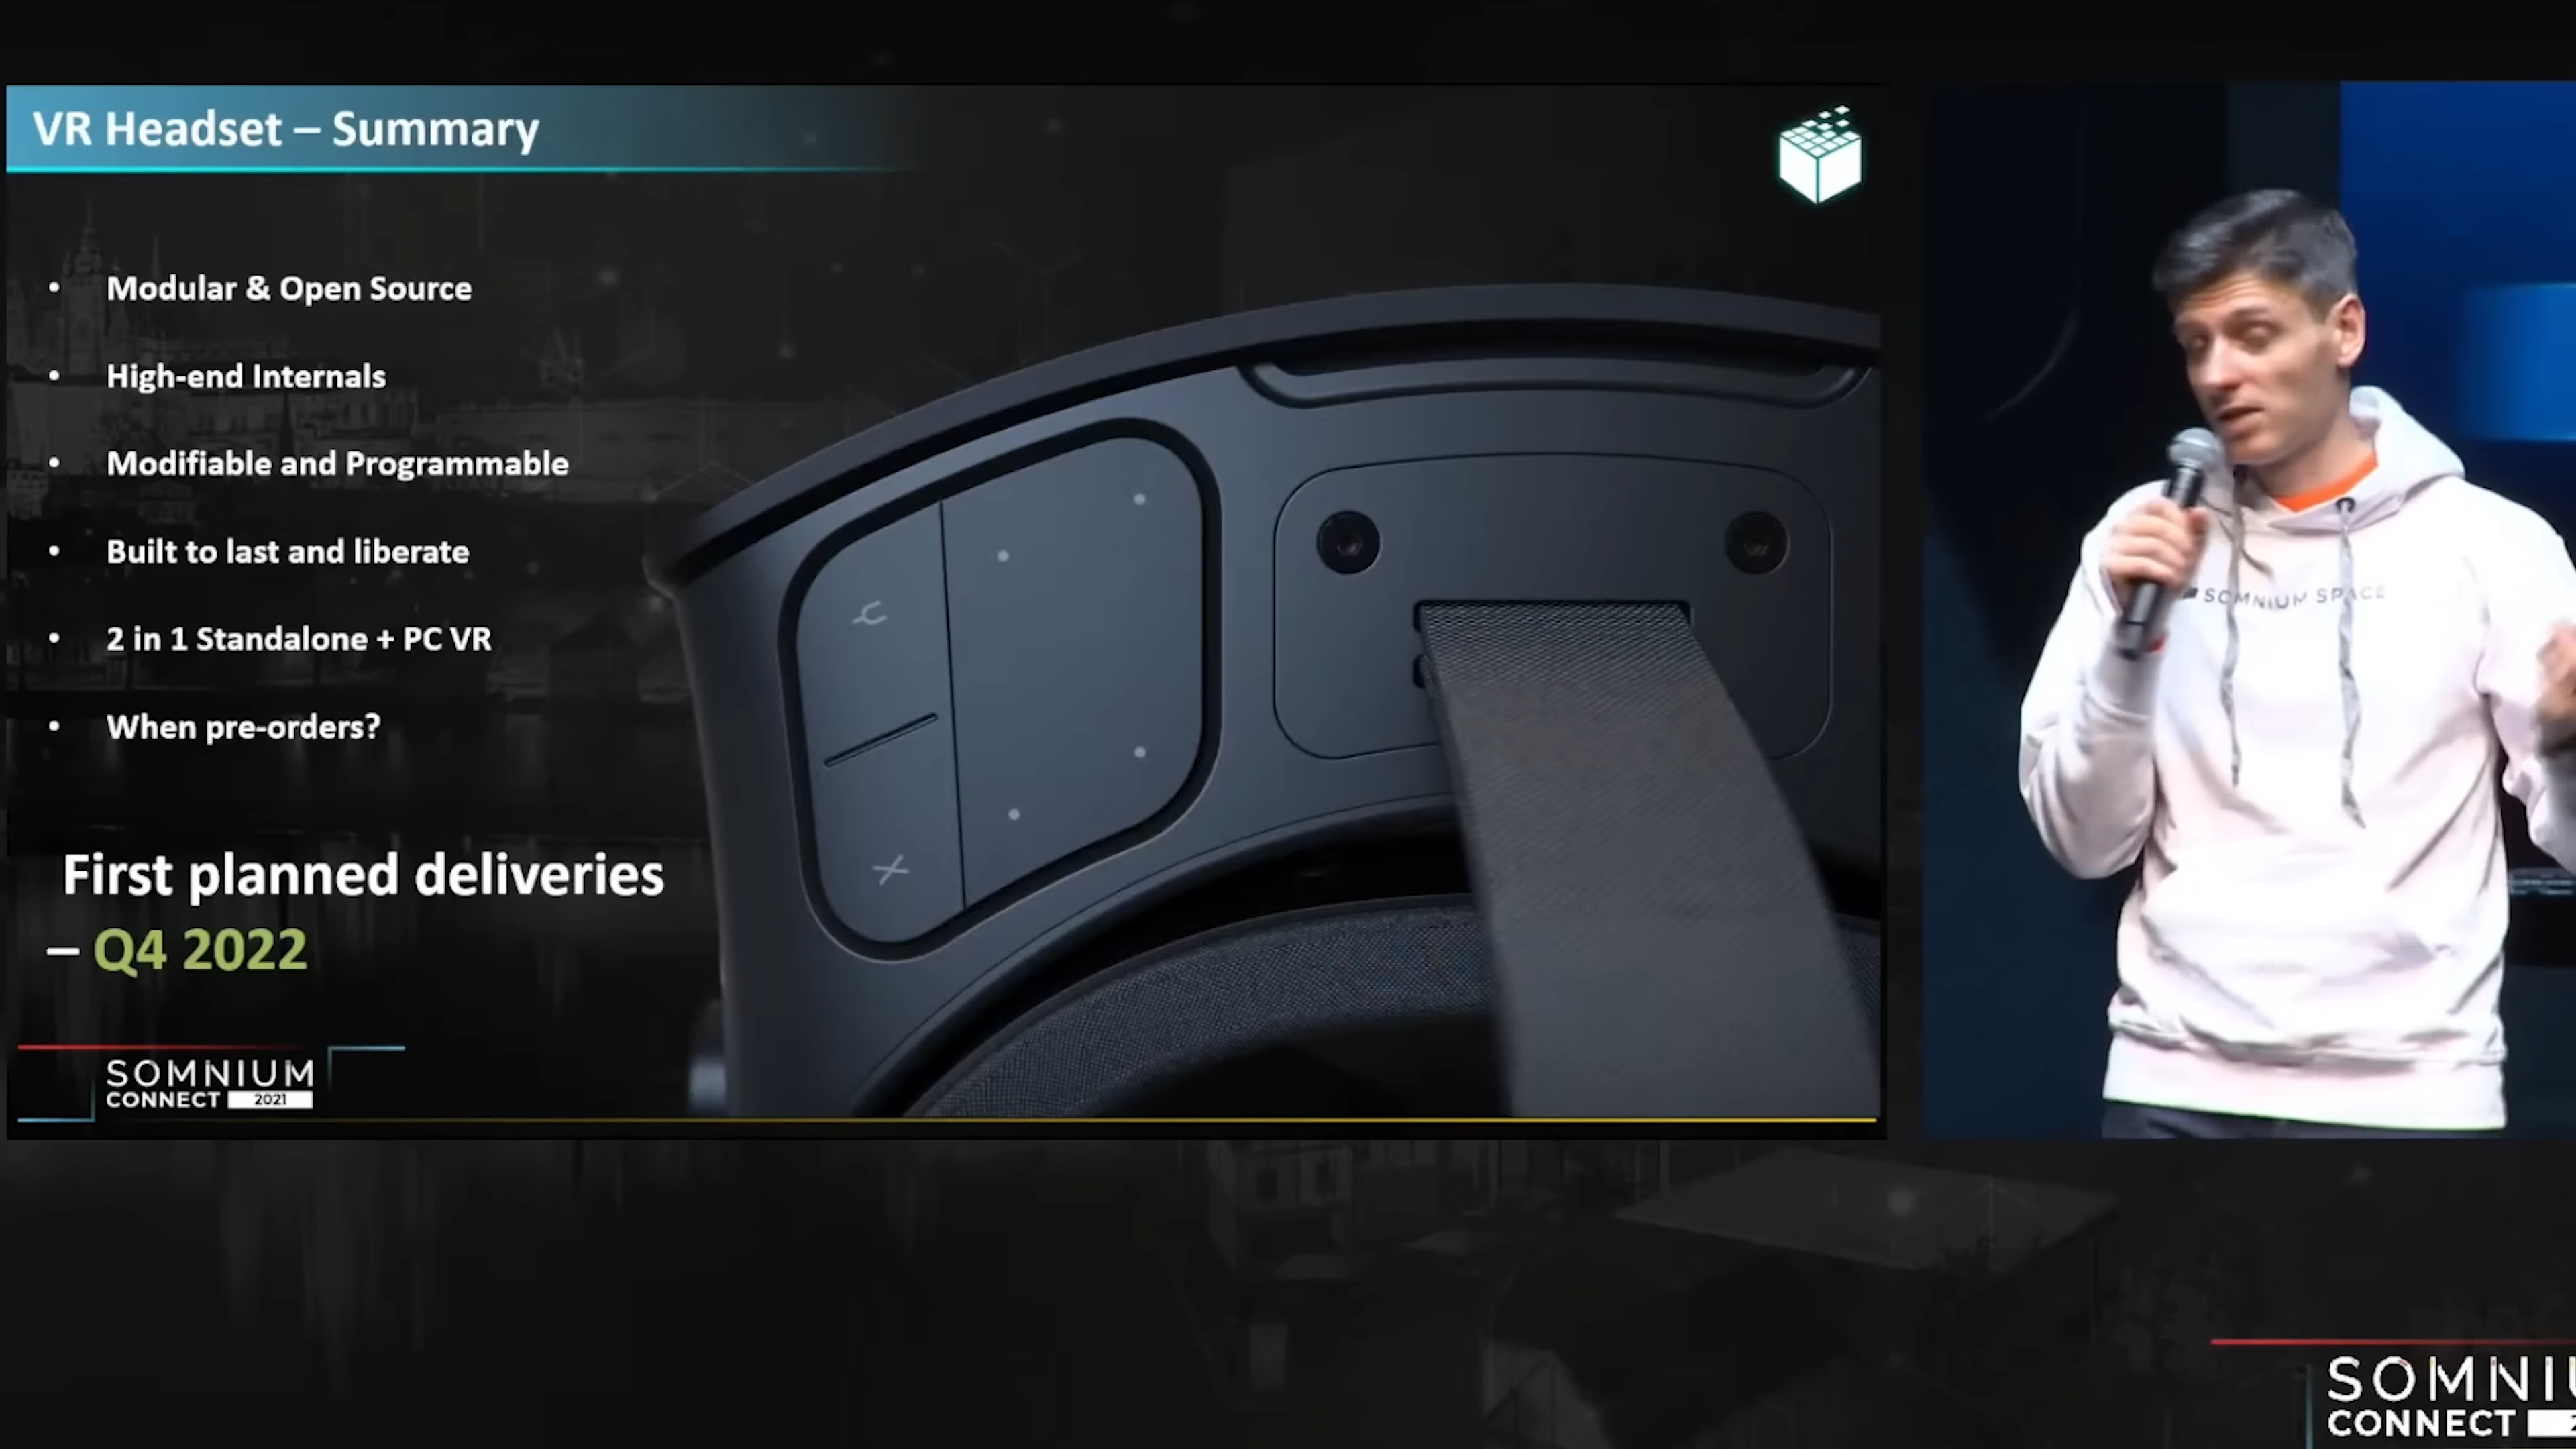 VR Headset – Summary
• Modular & Open Source
• High-end Internals
• Modifiable and Programmable
• Built to last and liberate
• 2 in 1 Standalone + PC VR
• When pre-orders?
First planned deliveries
– Q4 2022
SOMNIUM
CONNECT 2021
SOMNIUM SPACE
SOMNIU
CONNECT 2